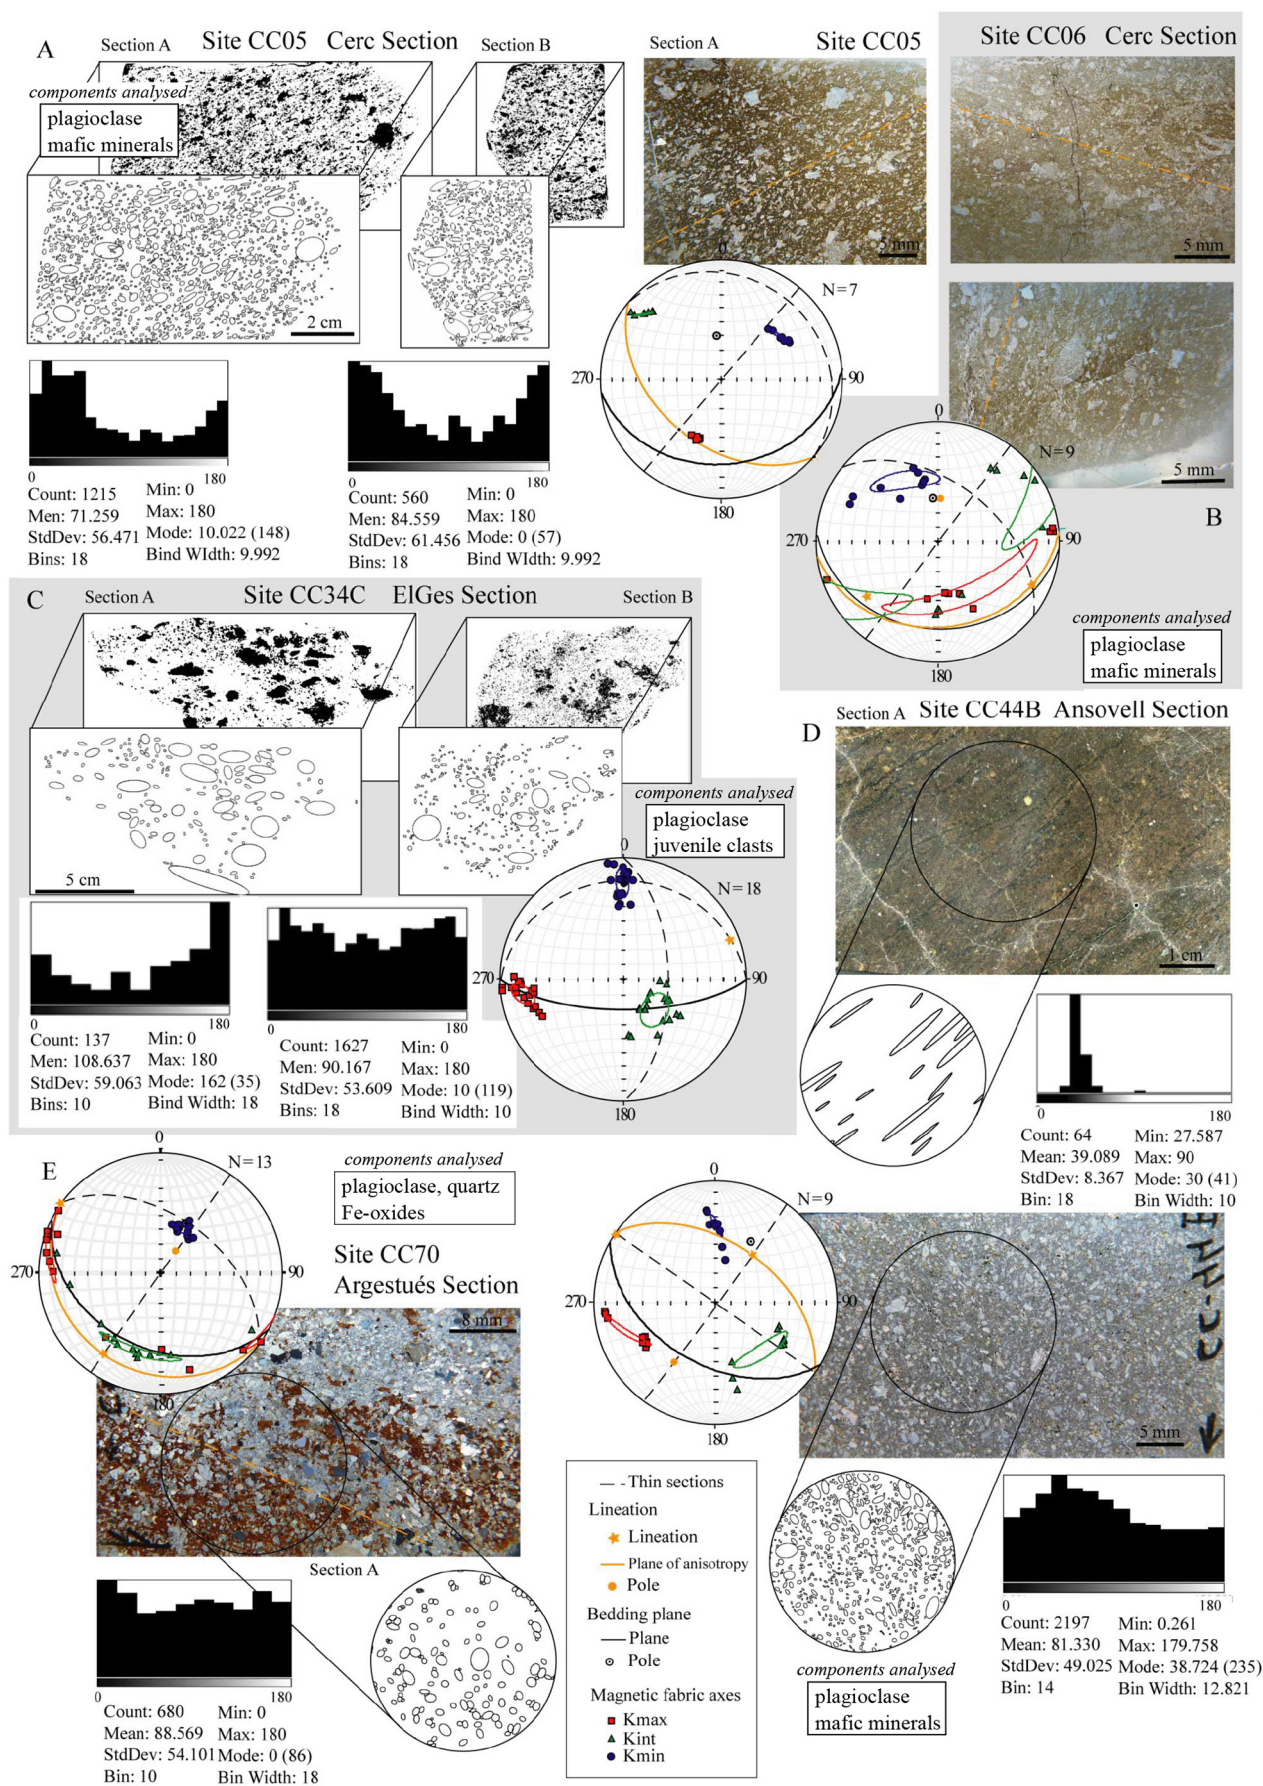 A
Section A
Site CC05 Cerc Section
Section B
components analysed
plagioclase
mafic minerals
2 cm
0
180
Count: 1215
Men: 71.259
StdDev: 56.471
Bins: 18
Min: 0
Max: 180
Mode: 10.022 (148)
Bind WIdth: 9.992
0
180
Count: 560
Men: 84.559
StdDev: 61.456
Bins: 18
Min: 0
Max: 180
Mode: 0 (57)
Bind WIdth: 9.992
Section A
Site CC05
5 mm
0
N=7
270
90
180
Site CC06 Cerc Section
5 mm
5 mm
B
0
N=9
270
90
180
components analysed
plagioclase
mafic minerals
C
Section A
Site CC34C ElGes Section
Section B
5 cm
components analysed
plagioclase
juvenile clasts
0
N=18
270
90
180
0
180
Count: 137
Men: 108.637
StdDev: 59.063
Bins: 10
Min: 0
Max: 180
Mode: 162 (35)
Bind Width: 18
0
180
Count: 1627
Men: 90.167
StdDev: 53.609
Bins: 18
Min: 0
Max: 180
Mode: 10 (119)
Bind Width: 10
D
Section A
Site CC44B Ansovell Section
1 cm
0
180
Count: 64
Mean: 39.089
StdDev: 8.367
Bin: 18
Min: 27.587
Max: 90
Mode: 30 (41)
Bin Width: 10
0
N=9
270
90
180
5 mm
0
180
Count: 2197
Mean: 81.330
StdDev: 49.025
Bin: 14
Min: 0.261
Max: 179.758
Mode: 38.724 (235)
Bin Width: 12.821
components analysed
plagioclase
mafic minerals
E
0
N=13
270
90
180
components analysed
plagioclase, quartz
Fe-oxides
Site CC70
Argestués Section
8 mm
Section A
0
180
Count: 680
Mean: 88.569
StdDev: 54.101
Bin: 10
Min: 0
Max: 180
Mode: 0 (86)
Bin Width: 18
Thin sections
Lineation
Lineation
Plane of anisotropy
Pole
Bedding plane
Plane
Pole
Magnetic fabric axes
Kmax
Kint
Kmin